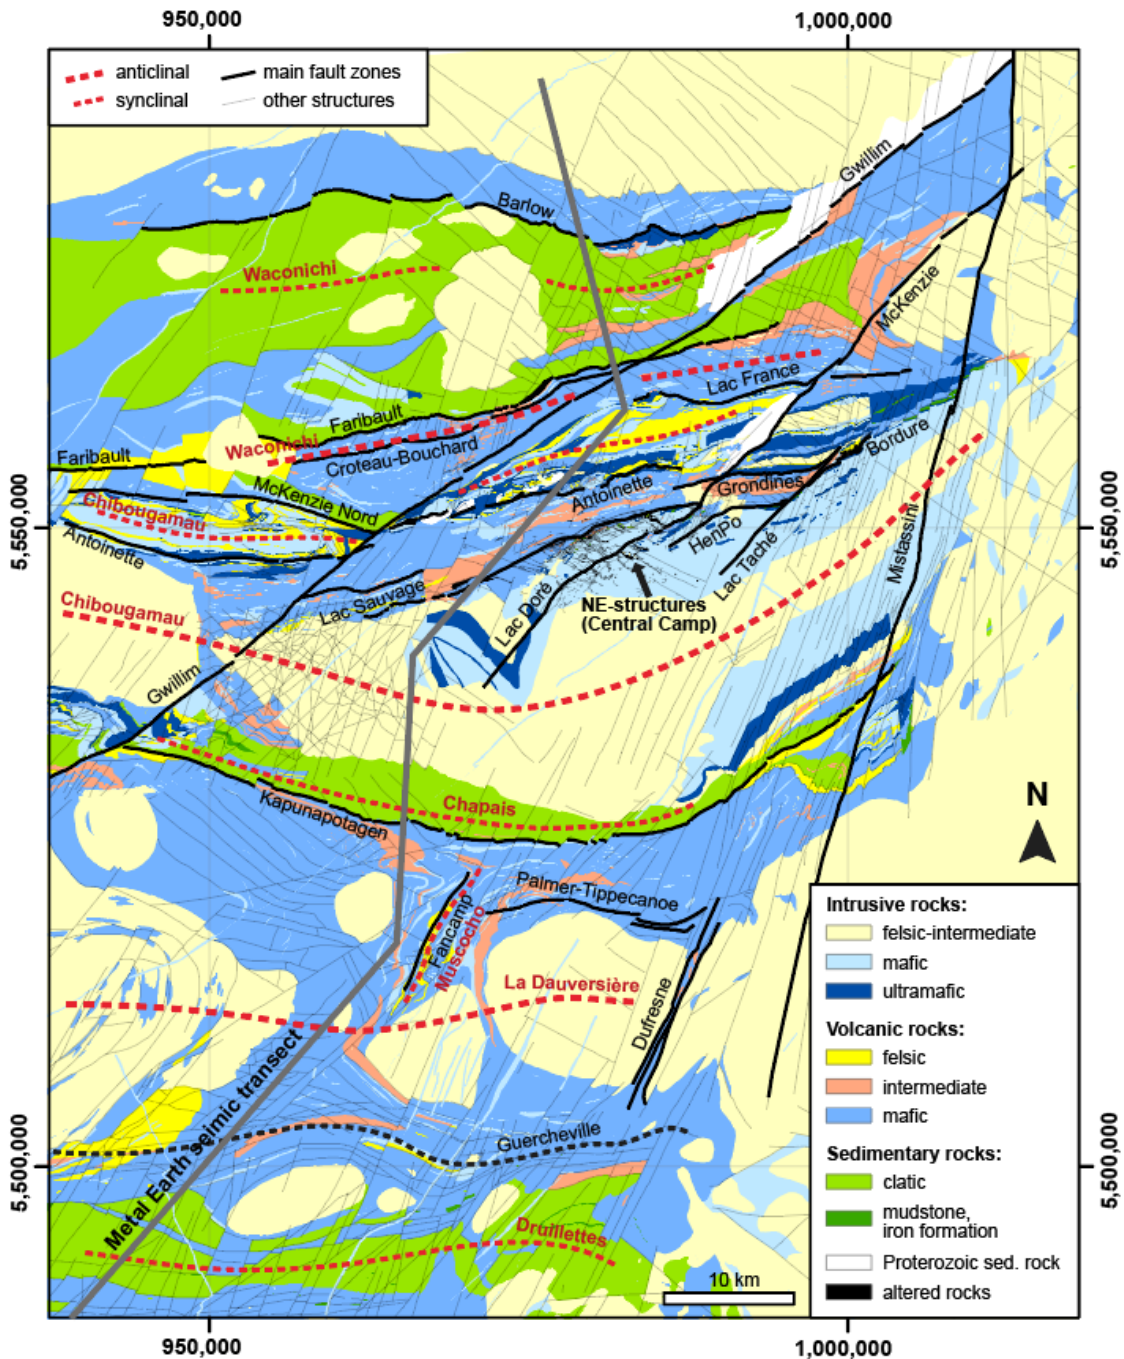 950,000
1,000,000
anticlinal
main fault zones
synclinal
other structures
Gwillim
Barlow
Waconichi
McKenzie
Lac France
Faribault
Waconichi
Croteau-Bouchard
Faribault
Bordure
McKenzie Nord
Antoinette
Grondines
Chibougamau
5,550,000
5,550,000
Antoinette
HenPo
Mistassini
Lac Taché
Lac Sauvage
Lac Doré
NE-structures
(Central Camp)
Chibougamau
Gwillim
Chapais
Kapunapotagen
N
Palmer-Tippecanoe
Fancamp
Muscocho
La Dauversière
Dufresne
Metal Earth seimic transect
Guercheville
5,500,000
5,500,000
Druillettes
10 km
Intrusive rocks:
felsic-intermediate
mafic
ultramafic
Volcanic rocks:
felsic
intermediate
mafic
Sedimentary rocks:
clatic
mudstone,
iron formation
Proterozoic sed. rock
altered rocks
950,000
1,000,000